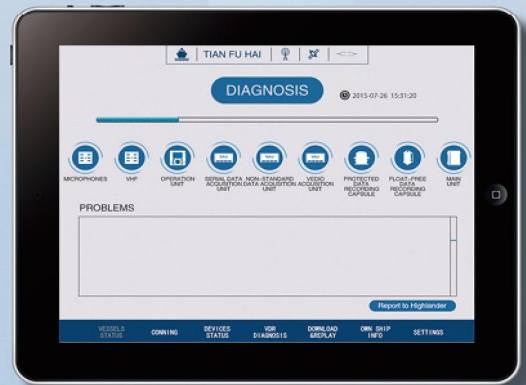 TIAN FU HAI
DIAGNOSIS
2015-07-26 15:31:20
MICROPHONES
VHF
OPERATION
UNIT
SERIAL DATA
ACQUISITION
UNIT
NON-STANDARD
DATA ACQUSITION
UNIT
VEDIO
ACQUISITION
UNIT
PROTECTED
DATA
RECORDING
CAPSULE
FLOAT-FREE
DATA
RECORDING
CAPSULE
MAIN
UNIT
PROBLEMS
Report to Highlander
VESSELS
STATUS
CONNING
DEVICES
STATUS
VDR
DIAGNOSIS
DOWNLOAD
&REPLAY
OWN SHIP
INFO
SETTINGS